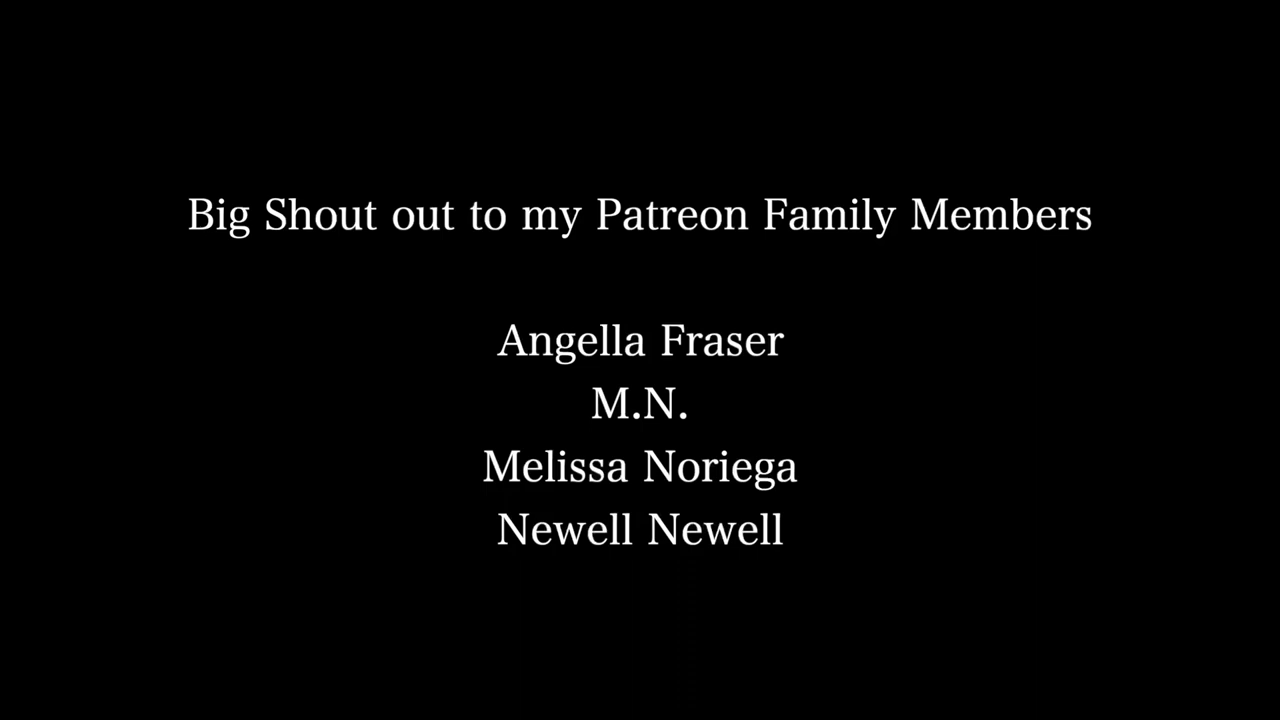 Big Shout out to my Patreon Family Members
Angella Fraser
M.N.
Melissa Noriega
Newell Newell